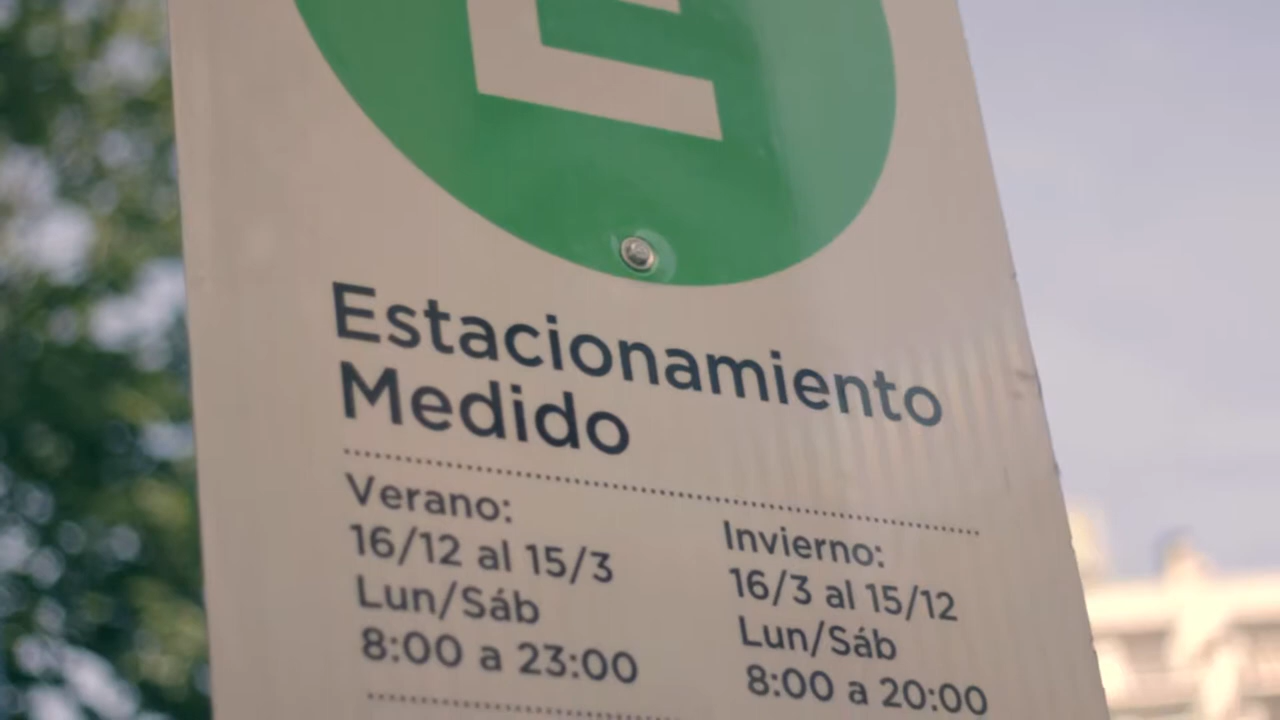 E
Estacionamiento
Medido
Verano:
16/12 al 15/3
Lun/Sáb
8:00 a 23:00
Invierno:
16/3 al 15/12
Lun/Sáb
8:00 a 20:00